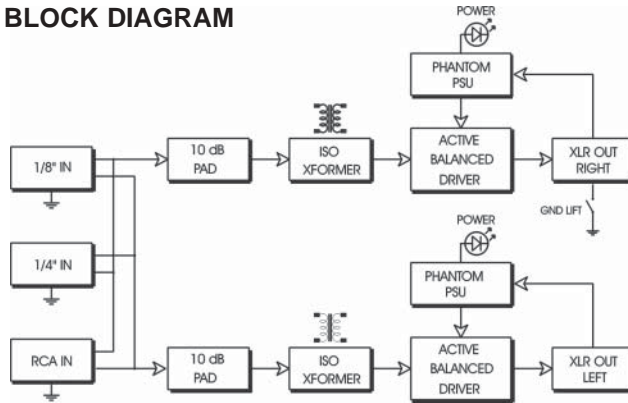 BLOCK DIAGRAM
POWER
PHANTOM
PSU
1/8" IN
10 dB
PAD
ISO
XFORMER
ACTIVE
BALANCED
DRIVER
XLR OUT
RIGHT
GND LIFT
1/4" IN
POWER
PHANTOM
PSU
RCA IN
10 dB
PAD
ISO
XFORMER
ACTIVE
BALANCED
DRIVER
XLR OUT
LEFT